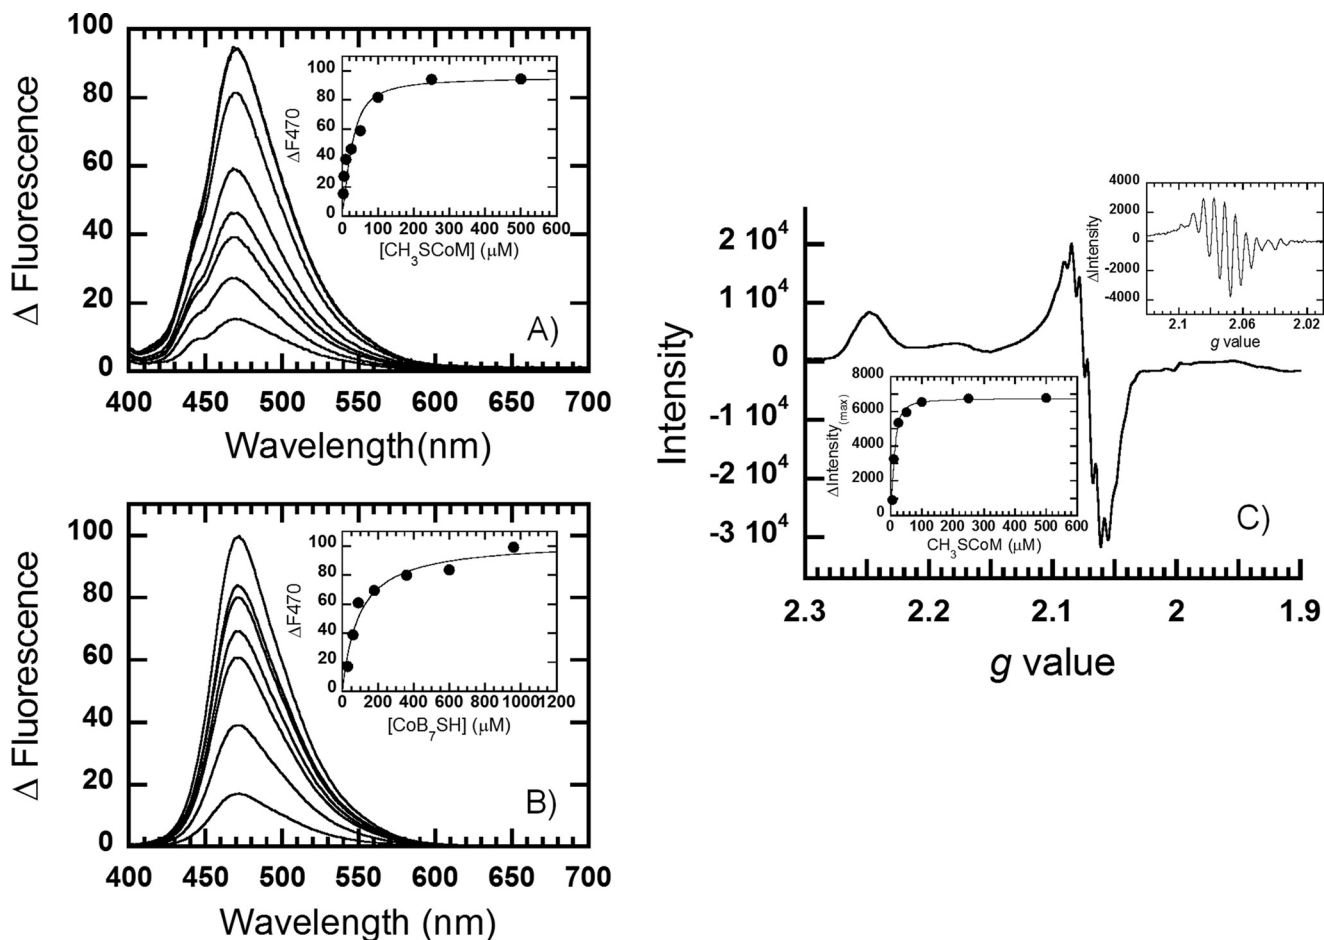 100
80
60
40
20
0
Δ Fluorescence
400 450 500 550 600 650 700
Wavelength(nm)
A)
100
80
60
40
20
0
ΔF470
0 100 200 300 400 500 600
[CH3SCoM] (μM)
100
80
60
40
20
0
Δ Fluorescence
400 450 500 550 600 650 700
Wavelength (nm)
B)
100
80
60
40
20
0
ΔF470
0 200 400 600 800 1000 1200
[CoB7SH] (μM)
2 10^4
1 10^4
0
-1 10^4
-2 10^4
-3 10^4
Intensity
2.3 2.2 2.1 2 1.9
g value
C)
4000
2000
0
-2000
-4000
ΔIntensity
2.1 2.06 2.02
g value
8000
6000
4000
2000
0
ΔIntensity(max)
0 100 200 300 400 500 600
CH3SCoM (μM)